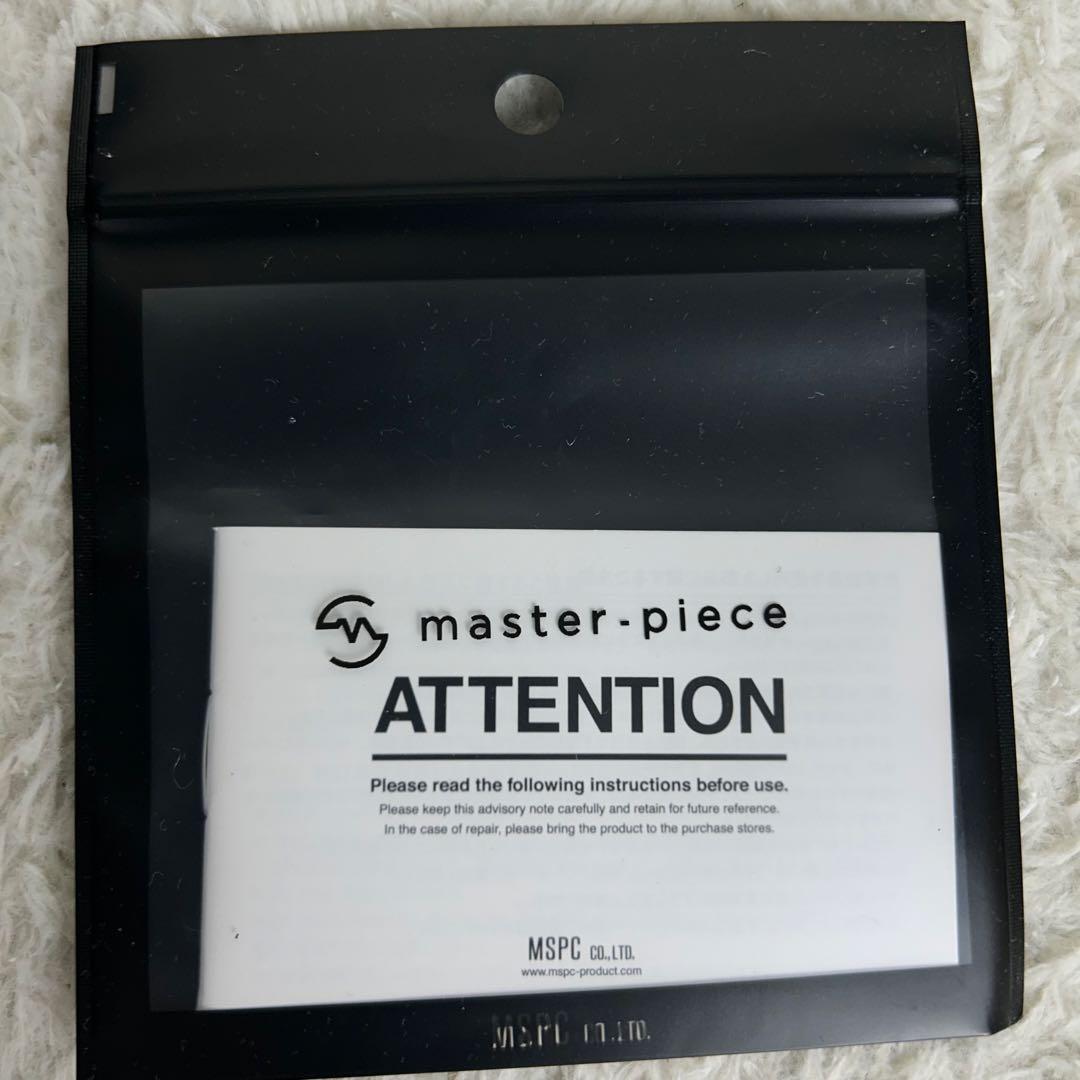 master-piece
ATTENTION
Please read the following instructions before use.
Please keep this advisory note carefully and retain for future reference.
In the case of repair, please bring the product to the purchase stores.
MSPC CO.,LTD.
www.mspc-product.com
MSPC CO.,LTD.